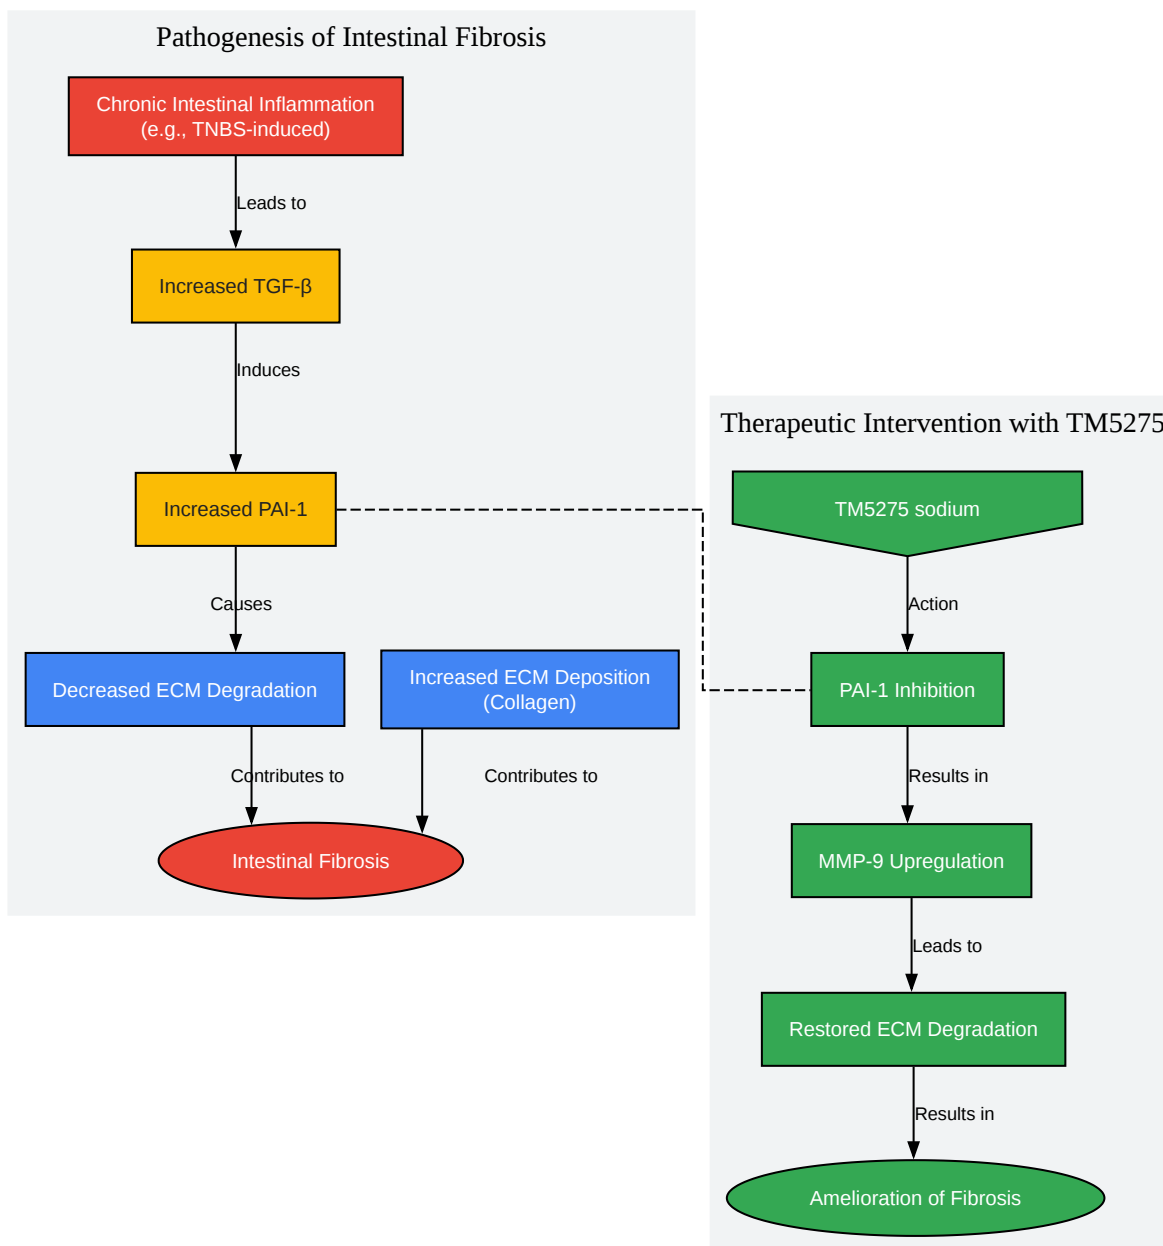 Pathogenesis of Intestinal Fibrosis
Chronic Intestinal Inflammation
(e.g., TNBS-induced)
Leads to
Increased TGF-β
Induces
Increased PAI-1
Causes
Decreased ECM Degradation
Increased ECM Deposition
(Collagen)
Contributes to
Contributes to
Intestinal Fibrosis
Therapeutic Intervention with TM5275
TM5275 sodium
Action
PAI-1 Inhibition
Results in
MMP-9 Upregulation
Leads to
Restored ECM Degradation
Results in
Amelioration of Fibrosis